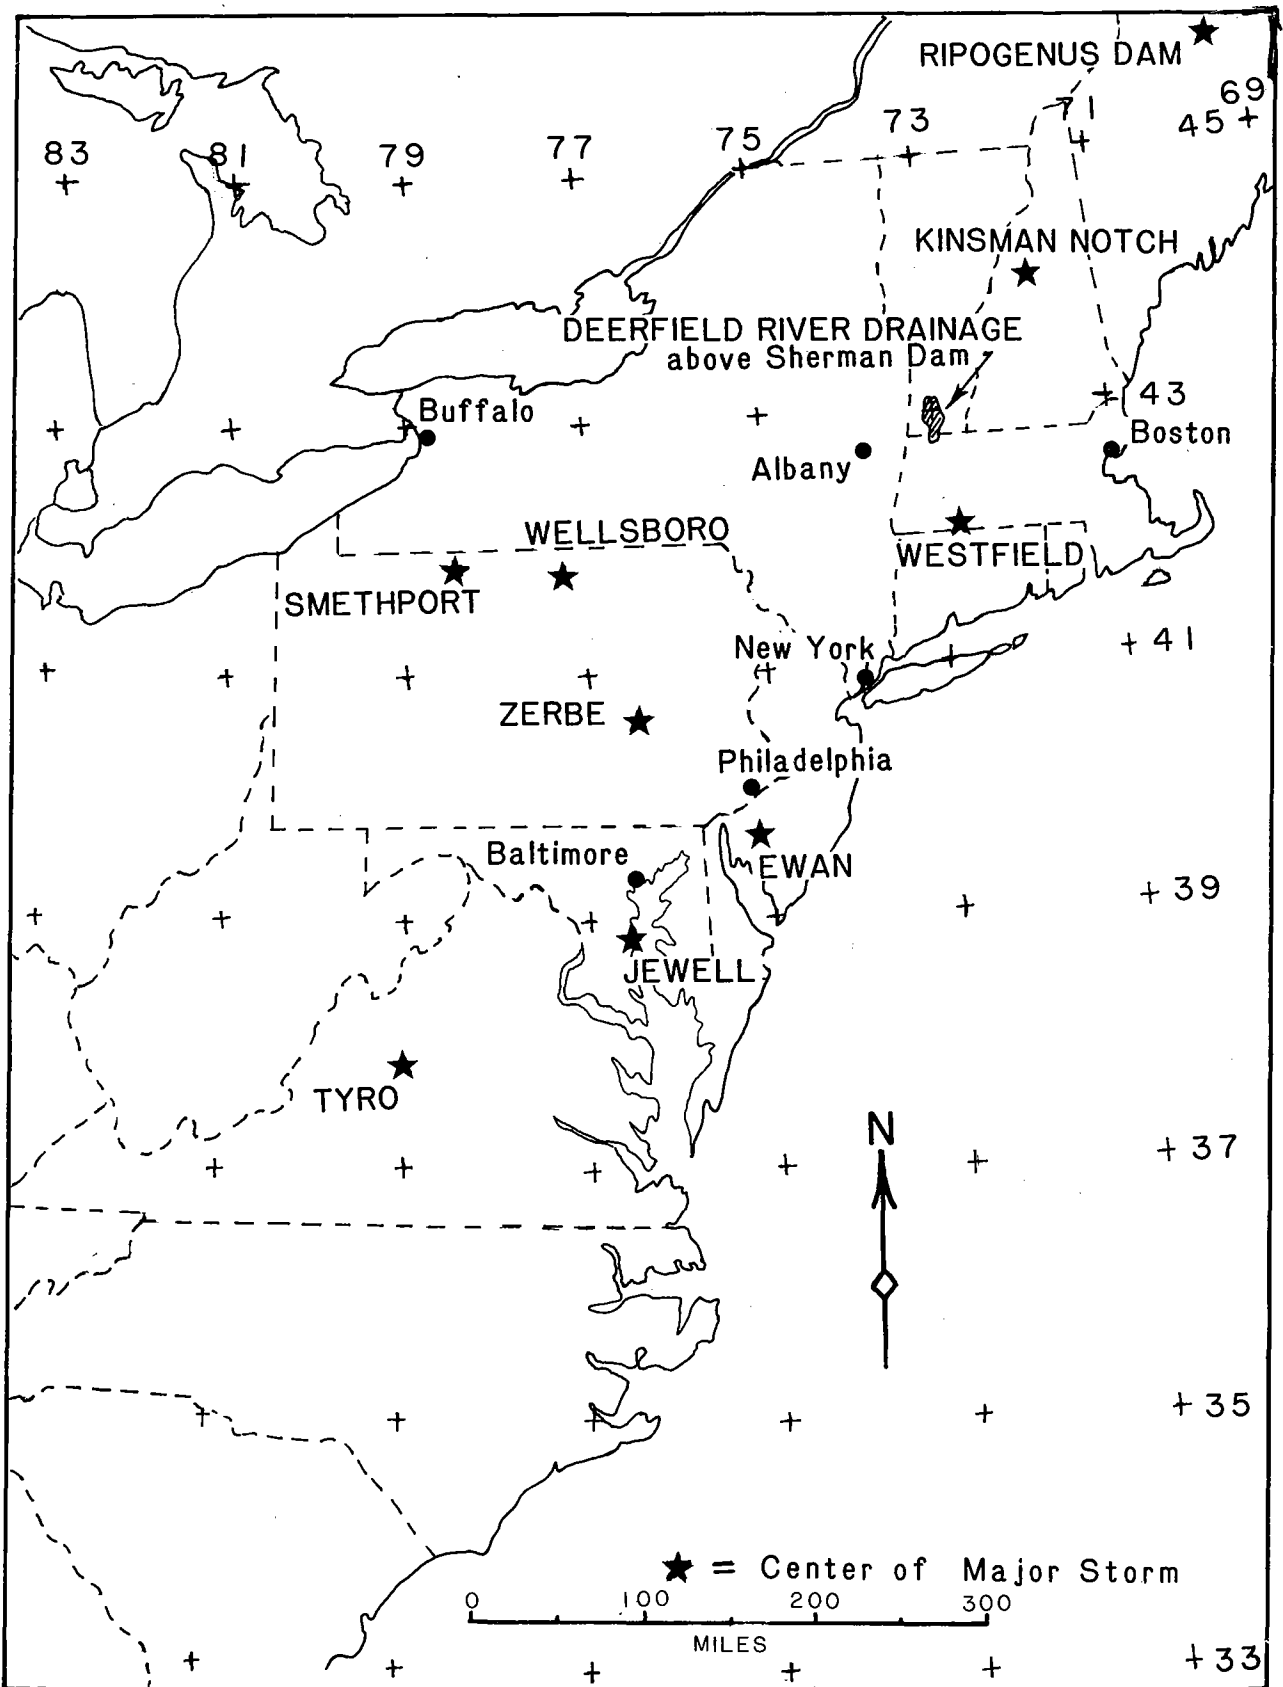 RIPOGENUS DAM
69
71
45
73
75
77
79
81
83
KINSMAN NOTCH
DEERFIELD RIVER DRAINAGE
above Sherman Dam
43
Buffalo
Boston
Albany
WELLSBORO
WESTFIELD
SMETHPORT
New York
41
ZERBE
Philadelphia
Baltimore
EWAN
39
JEWELL
TYRO
N
37
35
★ = Center of Major Storm
0 100 200 300
MILES
33